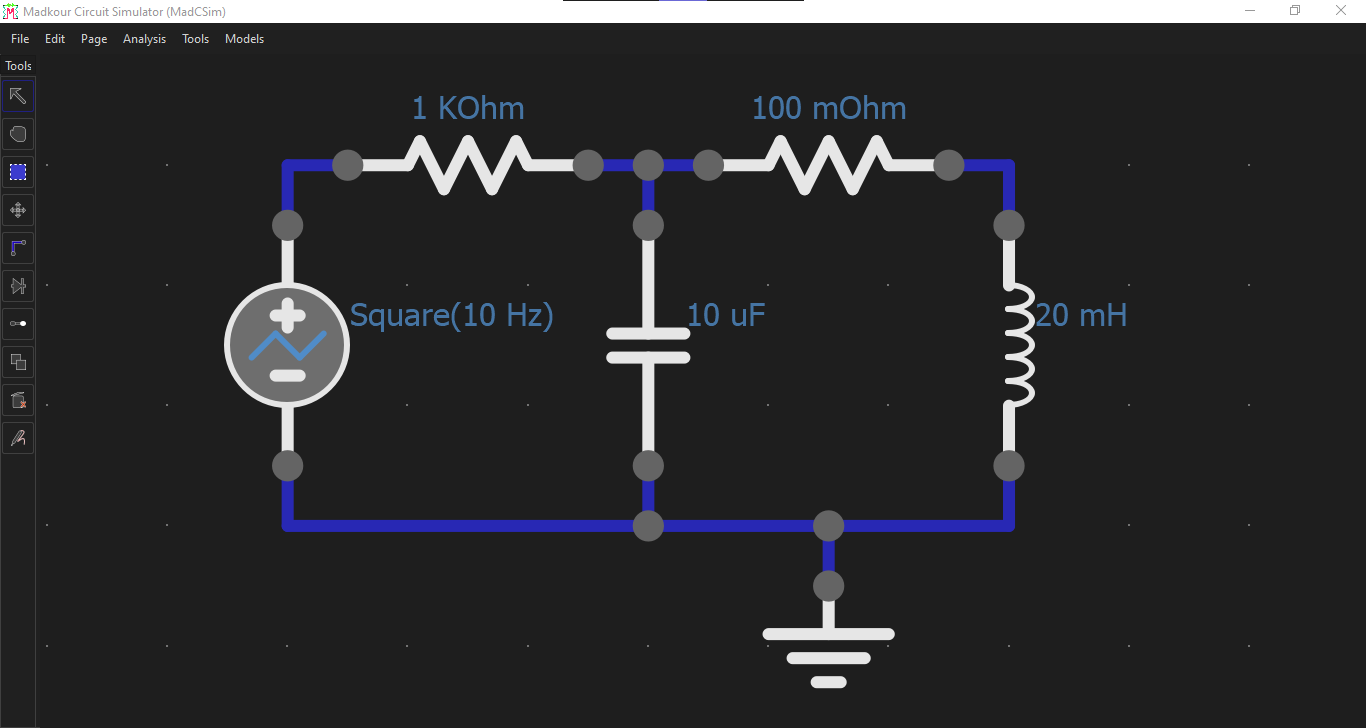 Madkour Circuit Simulator (MadCSim)
File Edit Page Analysis Tools Models
Tools
1 KOhm 100 mOhm
Square(10 Hz) 10 uF 20 mH